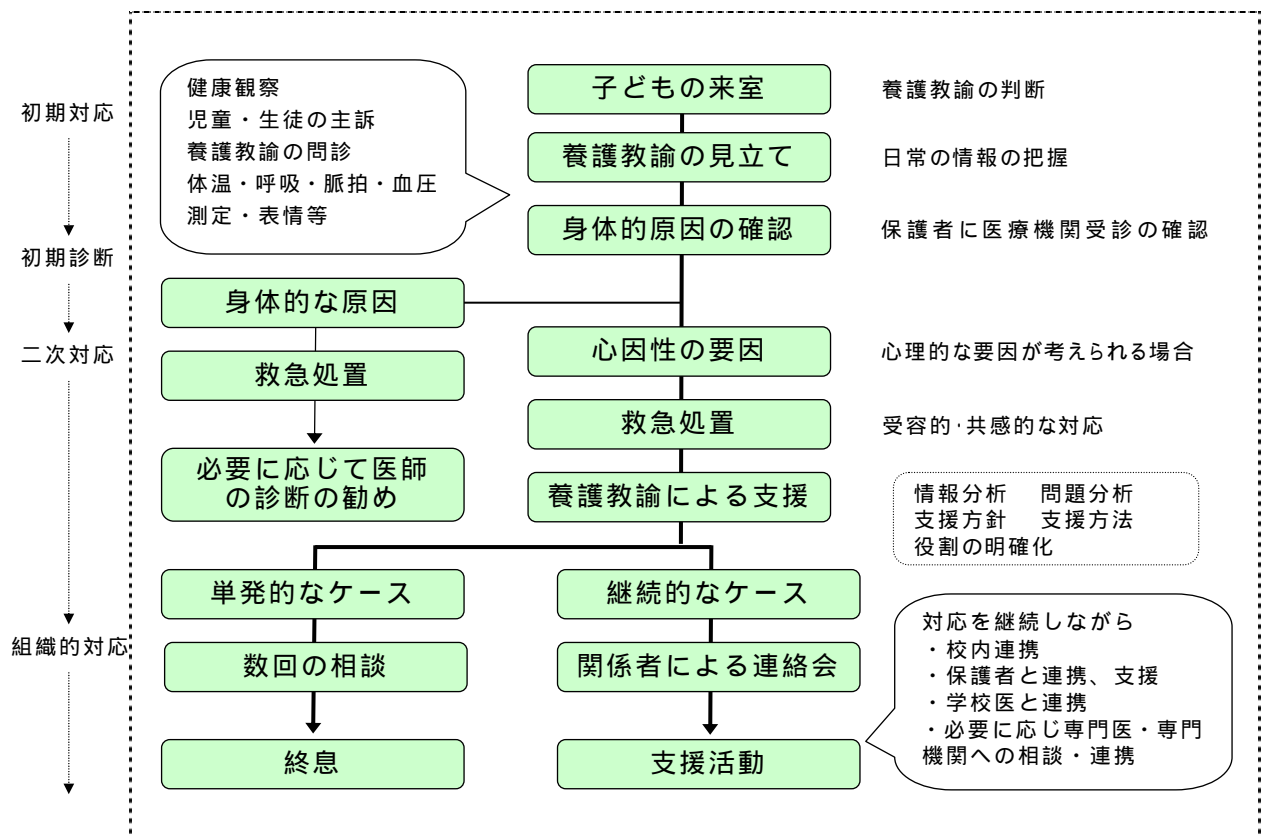 初期対応
初期診断
二次対応
組織的対応
健康観察
児童・生徒の主訴
養護教諭の問診
体温・呼吸・脈拍・血圧
測定・表情等
子どもの来室
養護教諭の判断
養護教諭の見立て
日常の情報の把握
身体的原因の確認
保護者に医療機関受診の確認
身体的な原因
救急処置
必要に応じて医師
の診断の勧め
心因性の要因
心理的な要因が考えられる場合
救急処置
受容的・共感的な対応
養護教諭による支援
情報分析 問題分析
支援方針 支援方法
役割の明確化
単発的なケース
数回の相談
終息
継続的なケース
関係者による連絡会
支援活動
対応を継続しながら
・校内連携
・保護者と連携、支援
・学校医と連携
・必要に応じ専門医・専門
機関への相談・連携